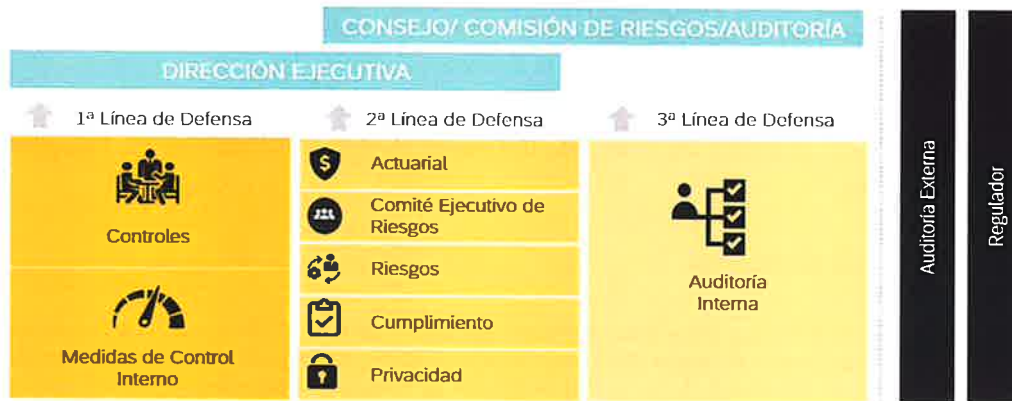 CONSEJO/ COMISIÓN DE RIESGOS/AUDITORÍA
DIRECCIÓN EJECUTIVA
1ª Línea de Defensa
2ª Línea de Defensa
3ª Línea de Defensa
Controles
Medidas de Control
Interno
Actuarial
Comité Ejecutivo de
Riesgos
Riesgos
Cumplimiento
Privacidad
Auditoría
Interna
Auditoría Externa
Regulador